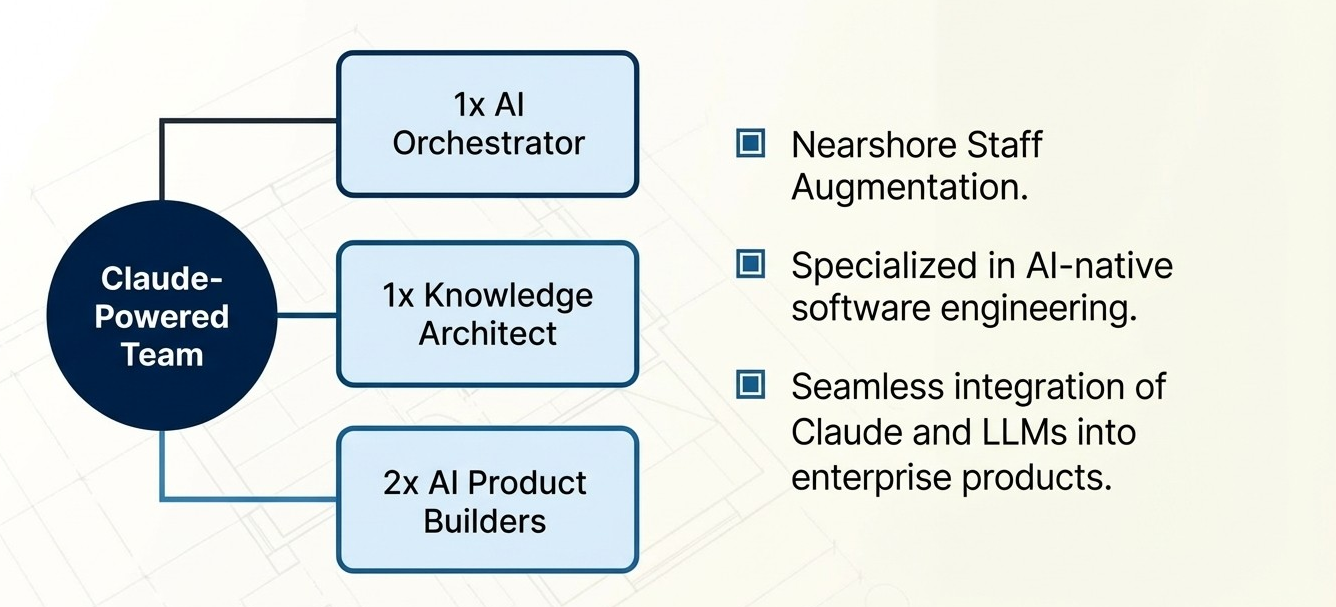 Claude-
Powered
Team
1x AI
Orchestrator
1x Knowledge
Architect
2x AI Product
Builders
Nearshore Staff
Augmentation.
Specialized in AI-native
software engineering.
Seamless integration of
Claude and LLMs into
enterprise products.